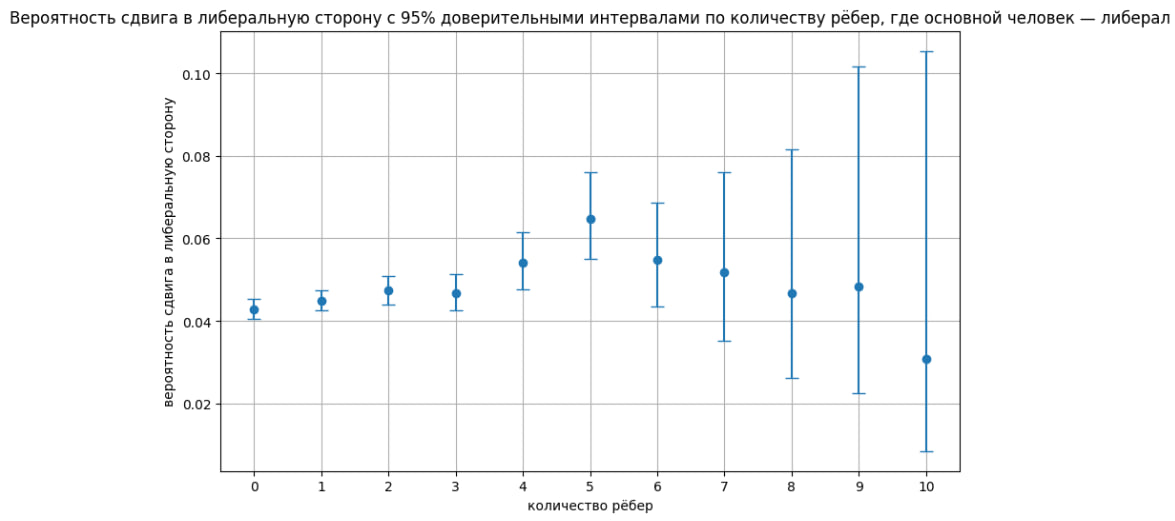 Вероятность сдвига в либеральную сторону с 95% доверительными интервалами по количеству рёбер, где основной человек — либерал
вероятность сдвига в либеральную сторону
0.10
0.08
0.06
0.04
0.02
0 1 2 3 4 5 6 7 8 9 10
количество рёбер